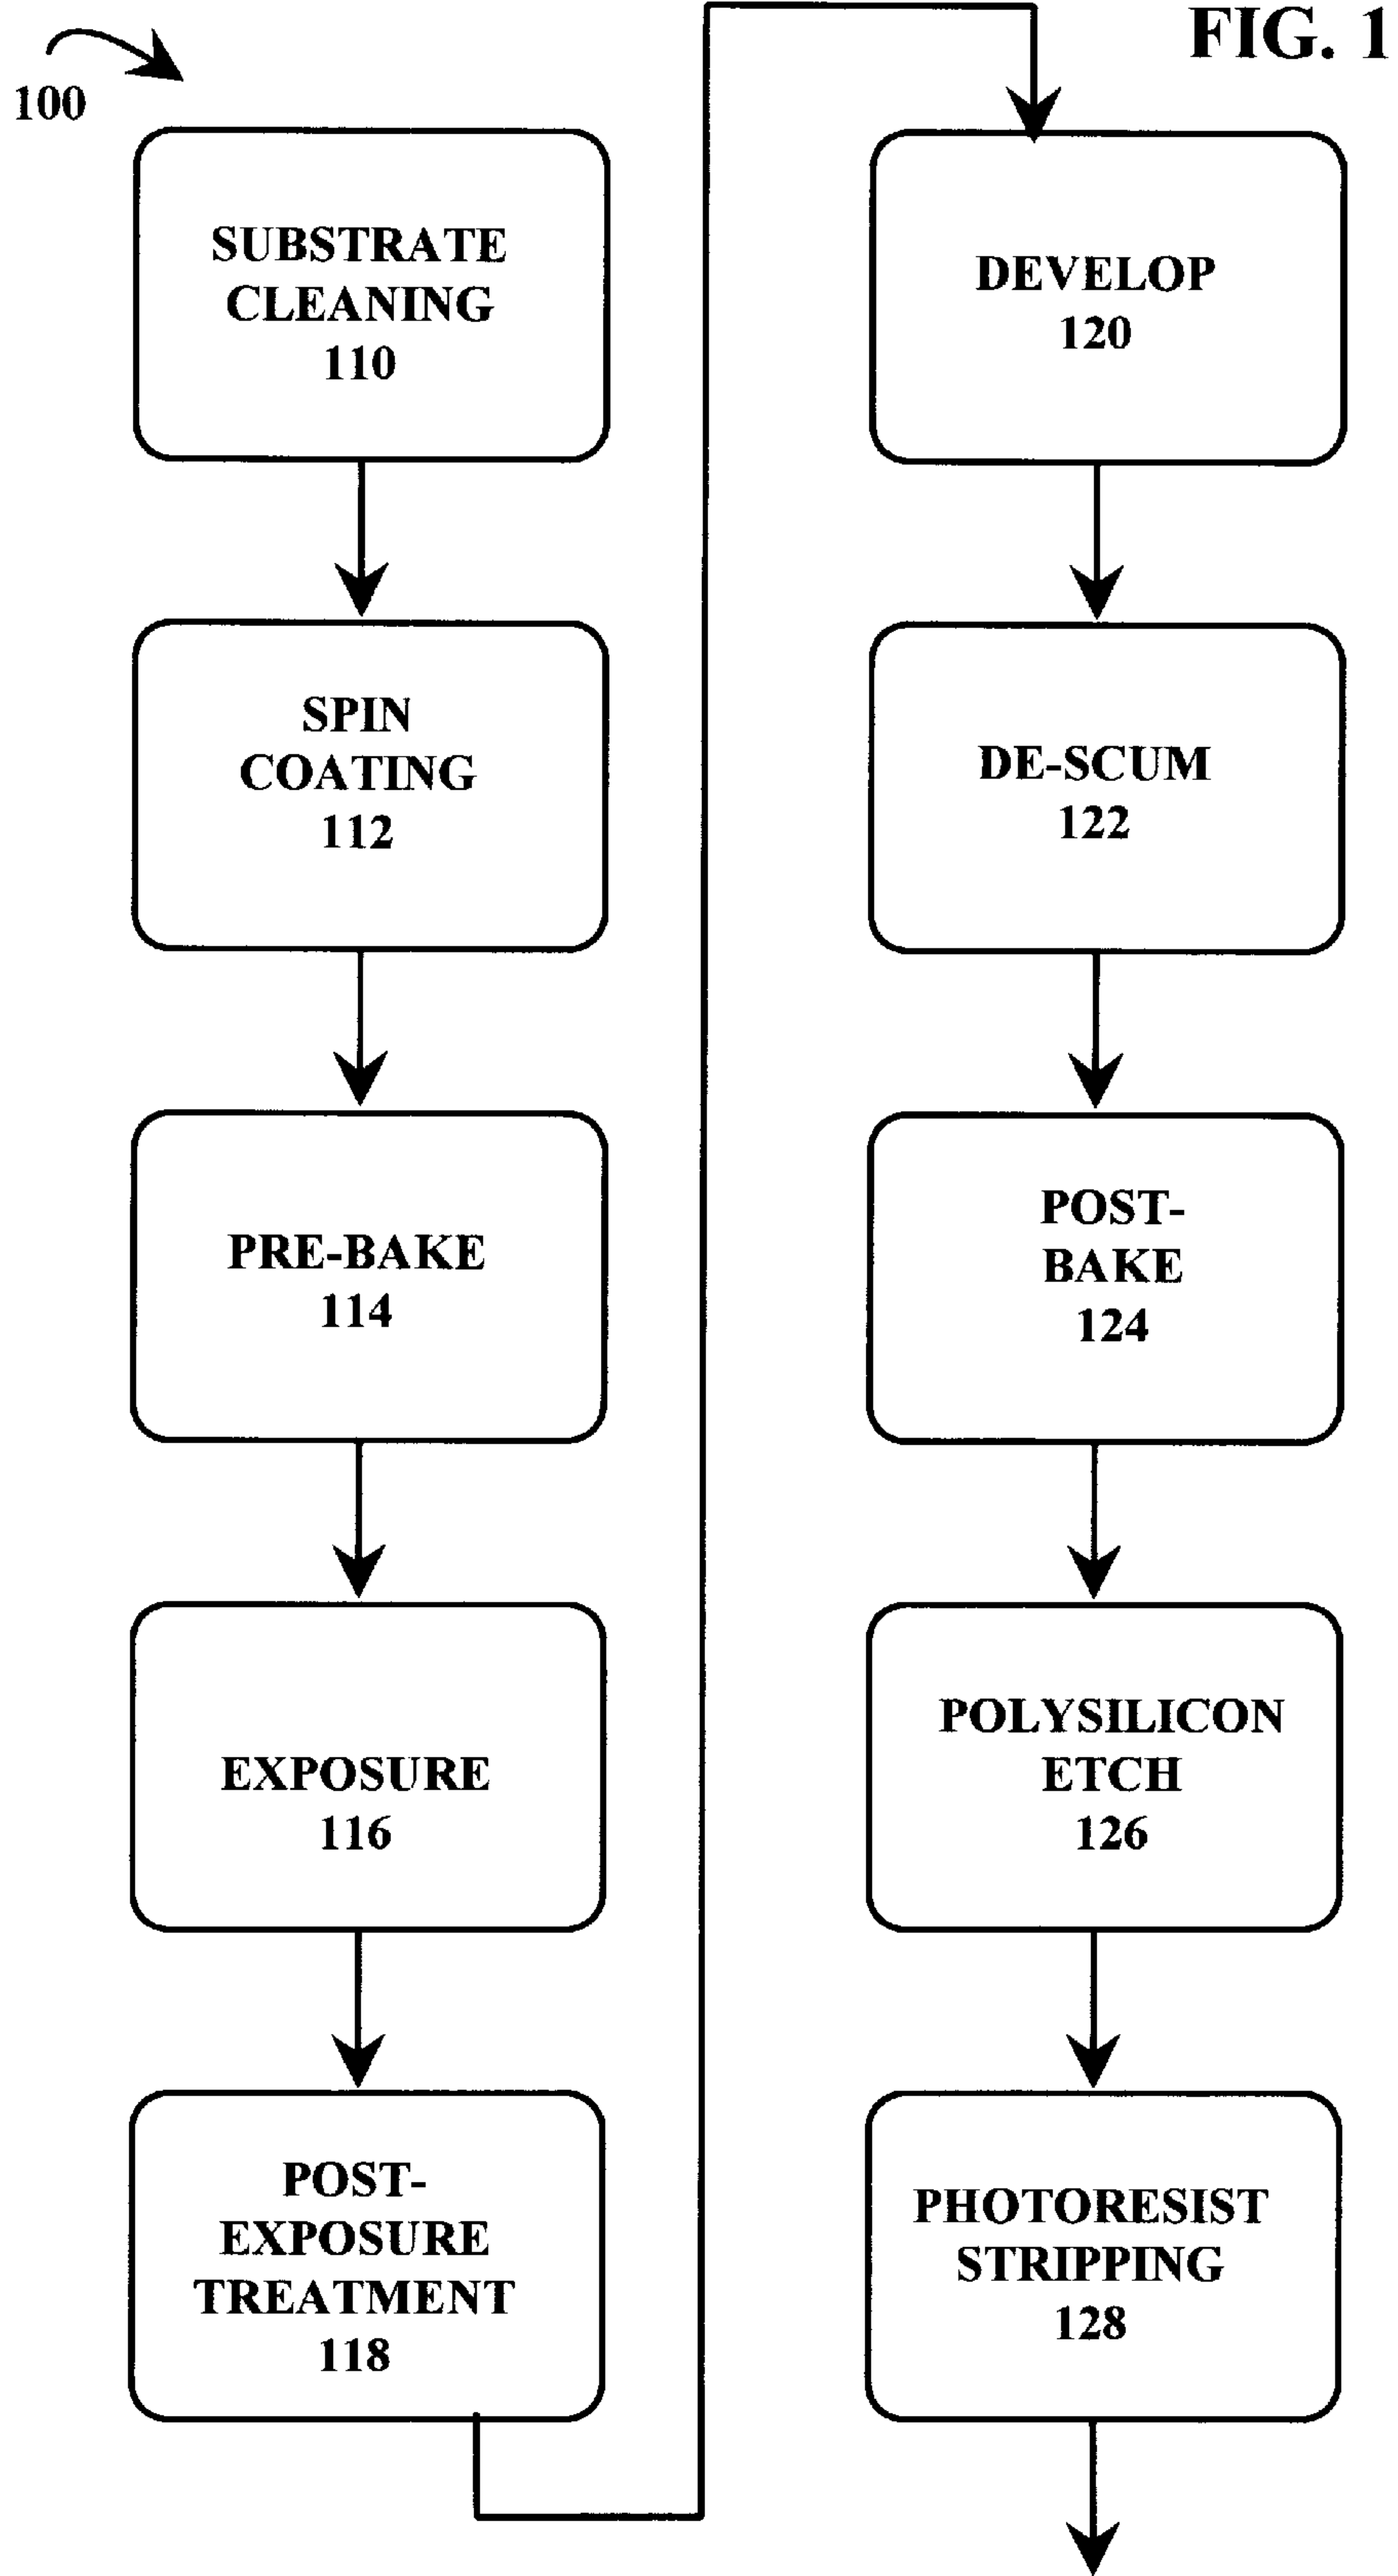 FIG. 1
100
SUBSTRATE
CLEANING
110
SPIN
COATING
112
PRE-BAKE
114
EXPOSURE
116
POST-
EXPOSURE
TREATMENT
118
DEVELOP
120
DE-SCUM
122
POST-
BAKE
124
POLYSILICON
ETCH
126
PHOTORESIST
STRIPPING
128